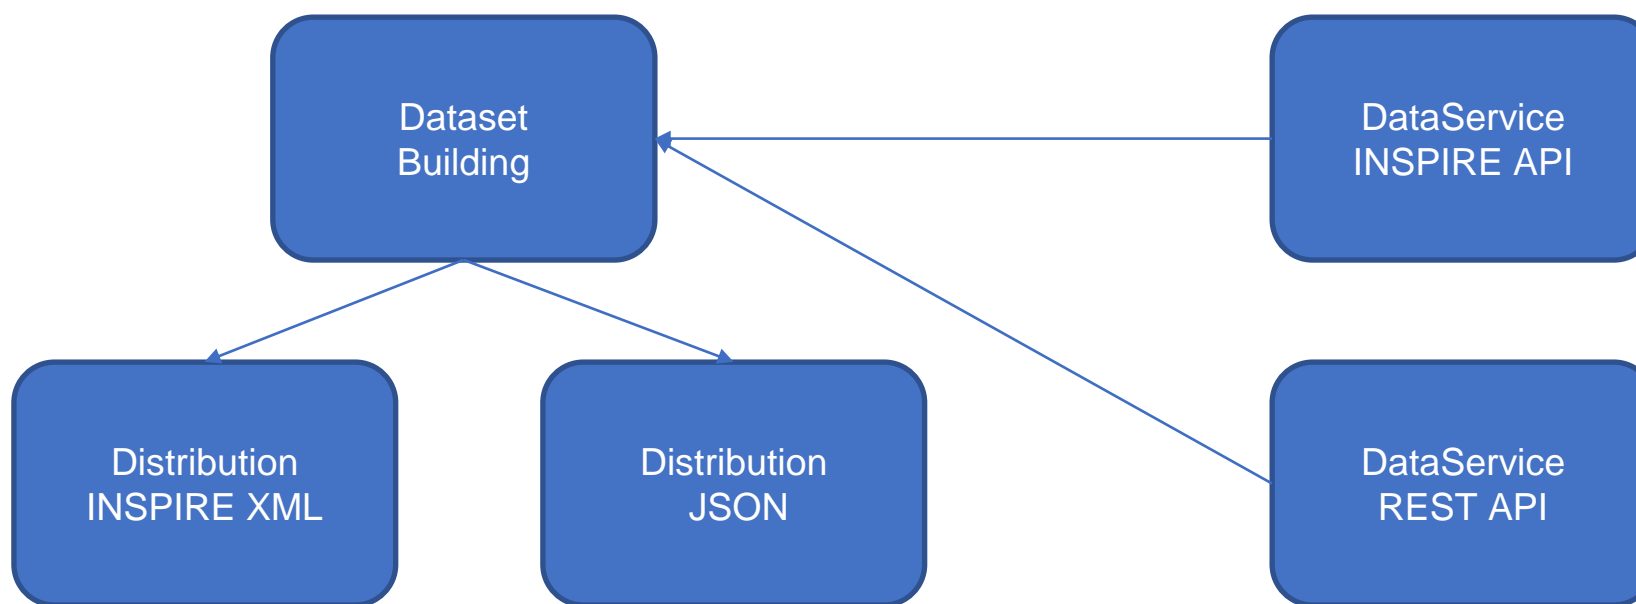 Dataset
Building
DataService
INSPIRE API
Distribution
INSPIRE XML
Distribution
JSON
DataService
REST API